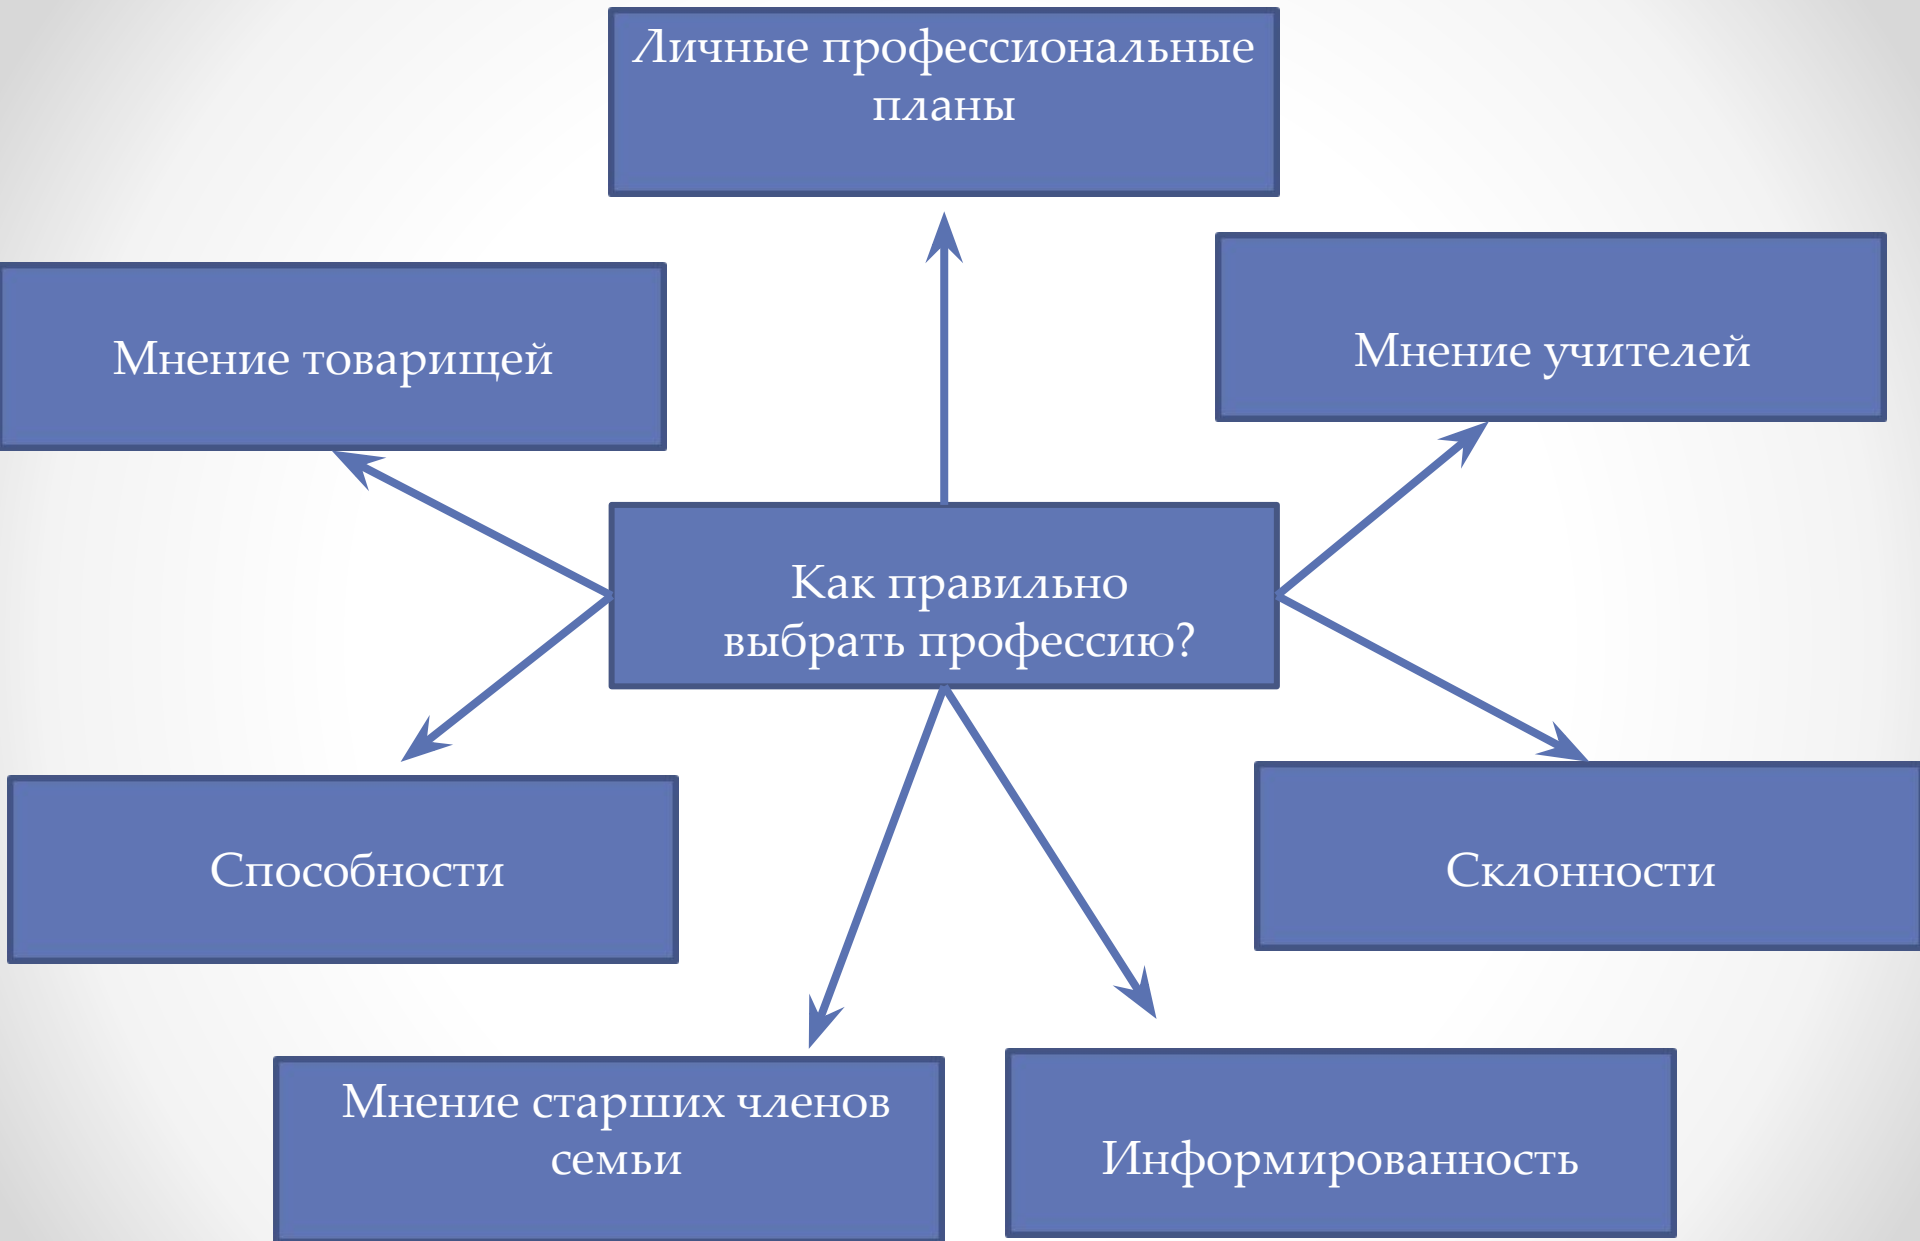 Личные профессиональные
планы
Мнение товарищей
Мнение учителей
Как правильно
выбрать профессию?
Способности
Склонности
Мнение старших членов
семьи
Информированность